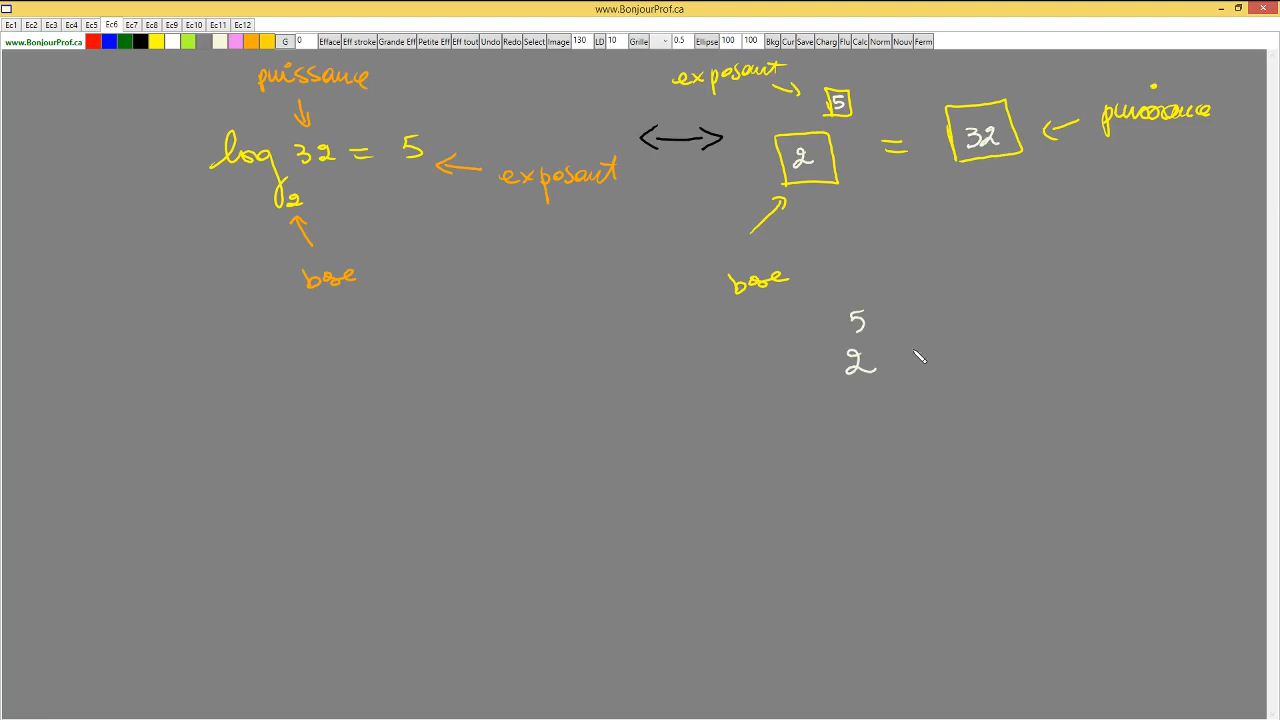 www.BonjourProf.ca
Ec1 Ec2 Ec3 Ec4 Ec5 Ec6 Ec7 Ec8 Ec9 Ec10 Ec11 Ec12
www.BonjourProf.ca G 0 Efface Eff stroke Grande Eff Petite Eff Eff tout Undo Redo Select Image 130 LD 10 Grille 0.5 Ellipse 100 100 Bkg Cur Save Charg Flu Calc Norm Nouv Ferm
puissance exposant
5 puissance
log₂ 32 = 5 2 = 32
exposant
base base
5
2